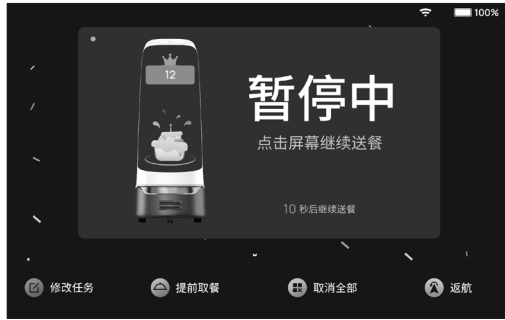 100%
12
暂停中
点击屏幕继续送餐
10 秒后继续送餐
修改任务 提前取餐 取消全部 返航